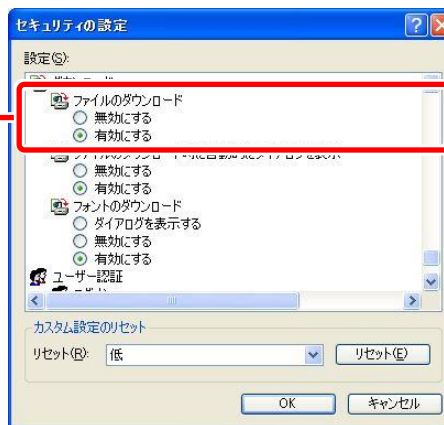 セキュリティの設定
設定(S):
ファイルのダウンロード
無効にする
有効にする
無効にする
有効にする
フォントのダウンロード
ダイアログを表示する
無効にする
有効にする
ユーザー認証
カスタム設定のリセット
リセット(R): 低 リセット(E)
OK キャンセル